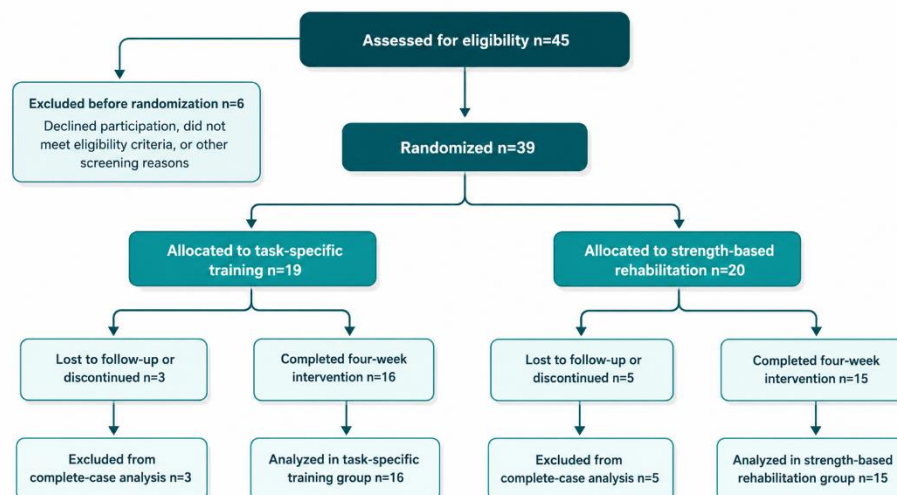 Assessed for eligibility n=45
Excluded before randomization n=6
Declined participation, did not
meet eligibility criteria, or other
screening reasons
Randomized n=39
Allocated to task-specific
training n=19
Allocated to strength-based
rehabilitation n=20
Lost to follow-up or
discontinued n=3
Completed four-week
intervention n=16
Lost to follow-up or
discontinued n=5
Completed four-week
intervention n=15
Excluded from
complete-case analysis n=3
Analyzed in task-specific
training group n=16
Excluded from
complete-case analysis n=5
Analyzed in strength-based
rehabilitation group n=15